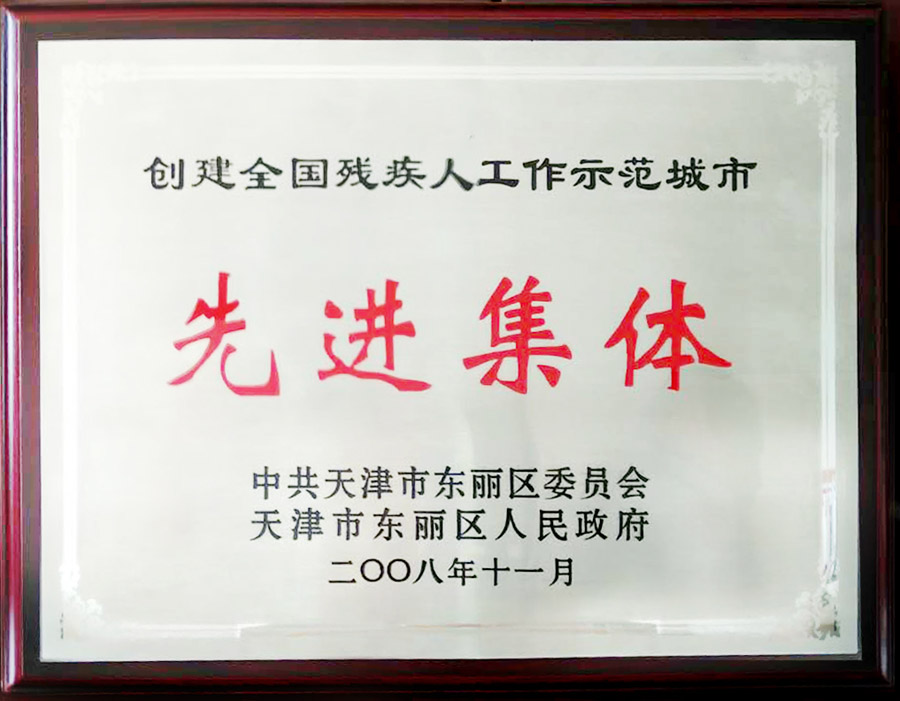 创建全国残疾人工作示范城市
先进集体
中共天津市东丽区委员会
天津市东丽区人民政府
二〇〇八年十一月